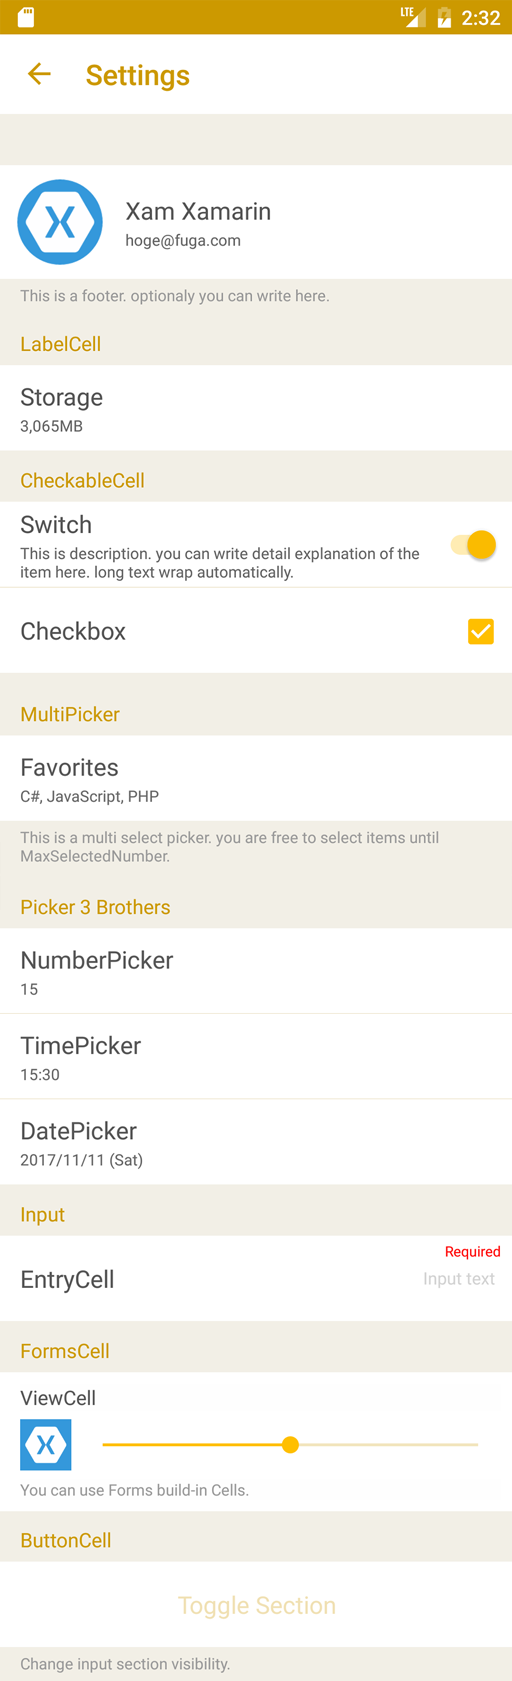 LTE 2:32
Settings
Xam Xamarin
hoge@fuga.com
This is a footer. optionaly you can write here.
LabelCell
Storage
3,065MB
CheckableCell
Switch
This is description. you can write detail explanation of the
item here. long text wrap automatically.
Checkbox
MultiPicker
Favorites
C#, JavaScript, PHP
This is a multi select picker. you are free to select items until
MaxSelectedNumber.
Picker 3 Brothers
NumberPicker
15
TimePicker
15:30
DatePicker
2017/11/11 (Sat)
Input
Required
EntryCell Input text
FormsCell
ViewCell
You can use Forms build-in Cells.
ButtonCell
Toggle Section
Change input section visibility.